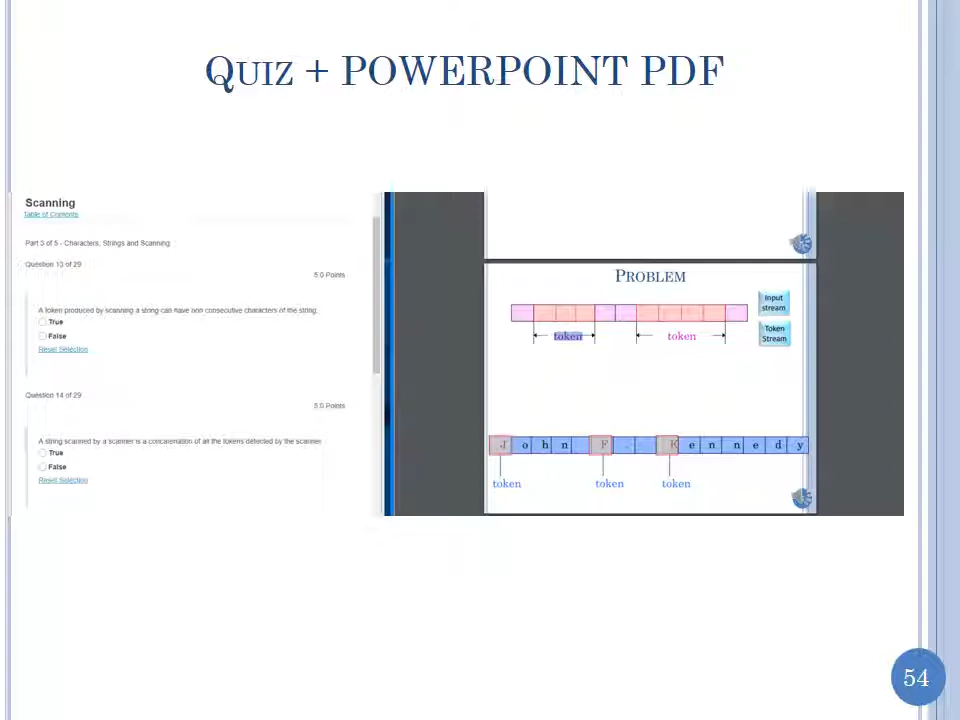 QUIZ + POWERPOINT PDF
Scanning
Table of Contents
Part 3 of 5 - Characters, Strings and Scanning
Question 13 of 29
5.0 Points
A token produced by scanning a string can have non consecutive characters of the string.
True
False
Reset Selection
Question 14 of 29
5.0 Points
A string scanned by a scanner is a concatenation of all the tokens detected by the scanner
True
False
Reset Selection
PROBLEM
Input
stream
Token
Stream
token token
J o h n F . K e n n e d y
token token token
54